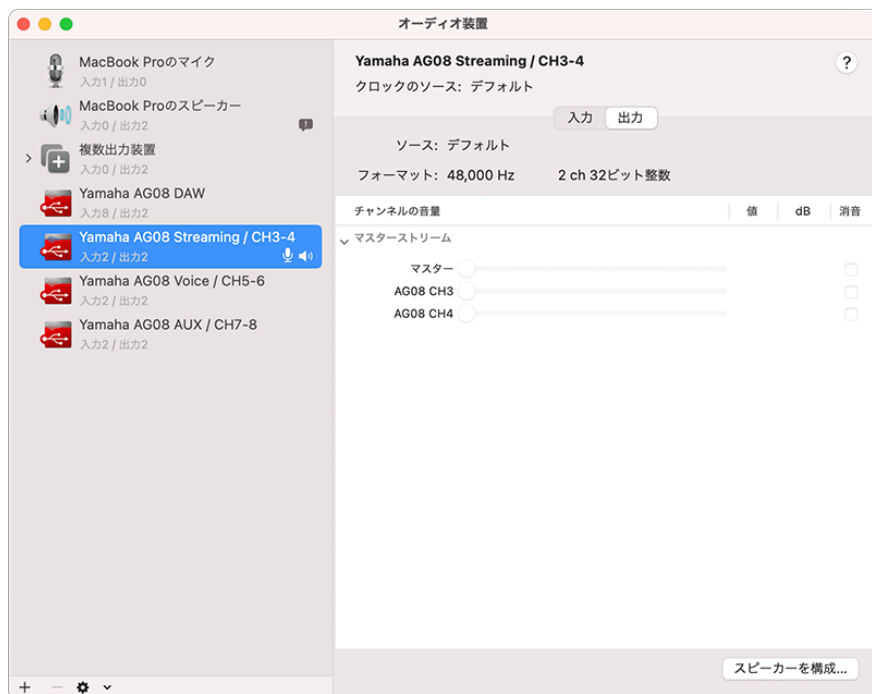 オーディオ装置
MacBook Proのマイク
入力1 / 出力0
MacBook Proのスピーカー
入力0 / 出力2
複数出力装置
入力0 / 出力2
Yamaha AG08 DAW
入力8 / 出力2
Yamaha AG08 Streaming / CH3-4
入力2 / 出力2
Yamaha AG08 Voice / CH5-6
入力2 / 出力2
Yamaha AG08 AUX / CH7-8
入力2 / 出力2
Yamaha AG08 Streaming / CH3-4
?
クロックのソース: デフォルト
入力 出力
ソース: デフォルト
フォーマット: 48,000 Hz 2 ch 32ビット整数
チャンネルの音量 値 dB 消音
マスターストリーム
マスター
AG08 CH3
AG08 CH4
スピーカーを構成...